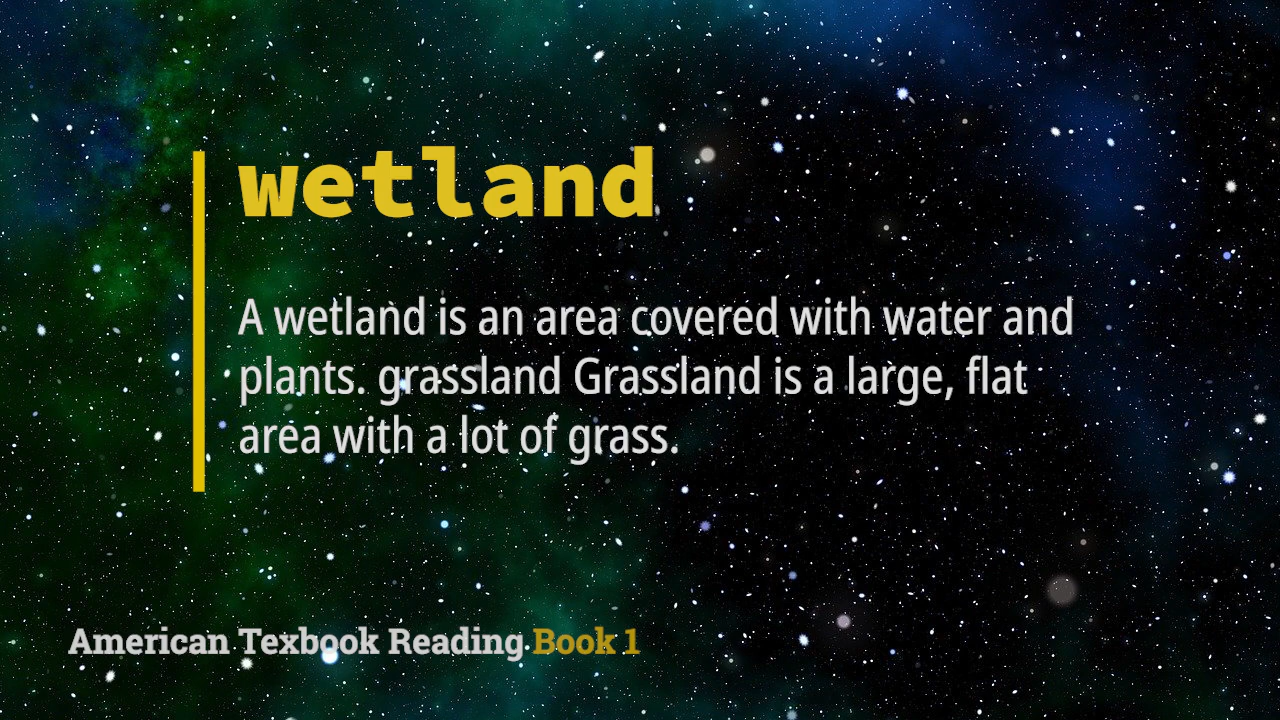 wetland
A wetland is an area covered with water and
plants. grassland Grassland is a large, flat
area with a lot of grass.
American Texbook Reading Book 1